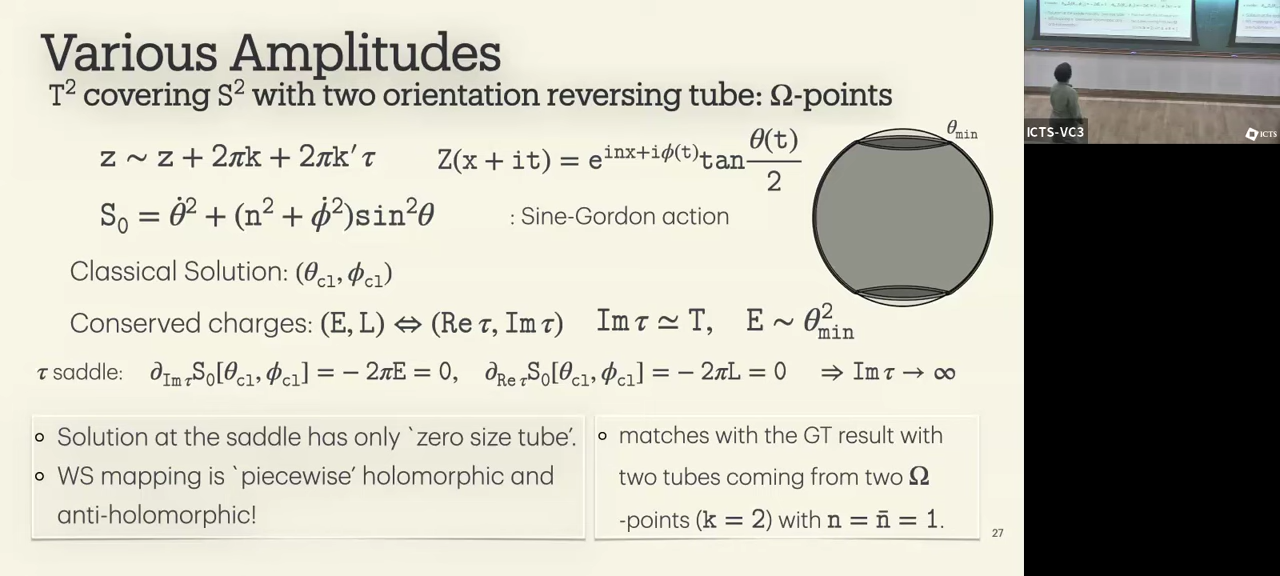 Various Amplitudes
T² covering S² with two orientation reversing tube: Ω-points
z ∼ z + 2πk + 2πk′τ
Z(x + it) = e^{inx+iϕ(t)}tan θ(t)/2
θ_min
S₀ = θ̇² + (n² + ϕ̇²)sin²θ
: Sine-Gordon action
Classical Solution: (θ_cl, ϕ_cl)
Conserved charges: (E, L) ⇔ (Re τ, Im τ)
Im τ ≃ T, E ∼ θ²_min
τ saddle: ∂_{Im τ}S₀[θ_cl, ϕ_cl] = − 2πE = 0, ∂_{Re τ}S₀[θ_cl, ϕ_cl] = − 2πL = 0 ⇒ Im τ → ∞
∘ Solution at the saddle has only `zero size tube'.
∘ WS mapping is `piecewise' holomorphic and
anti-holomorphic!
∘ matches with the GT result with
two tubes coming from two Ω
-points (k = 2) with n = n̄ = 1.
27
ICTS-VC3
ICTS